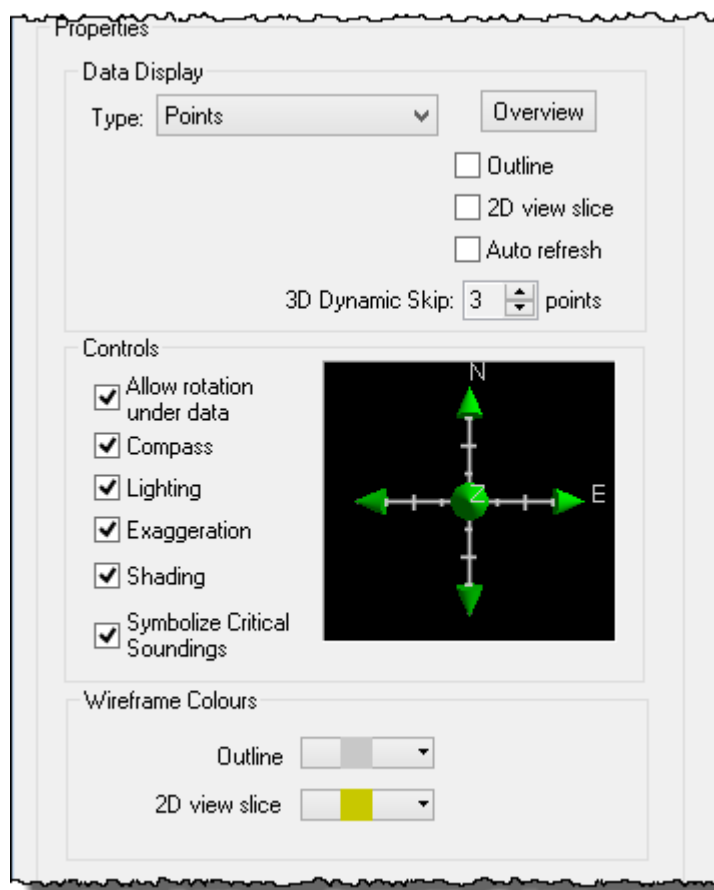 Properties
Data Display
Type: Points
Overview
Outline
2D view slice
Auto refresh
3D Dynamic Skip: 3 points
Controls
Allow rotation
under data
Compass
Lighting
Exaggeration
Shading
Symbolize Critical
Soundings
N
Z
E
Wireframe Colours
Outline
2D view slice